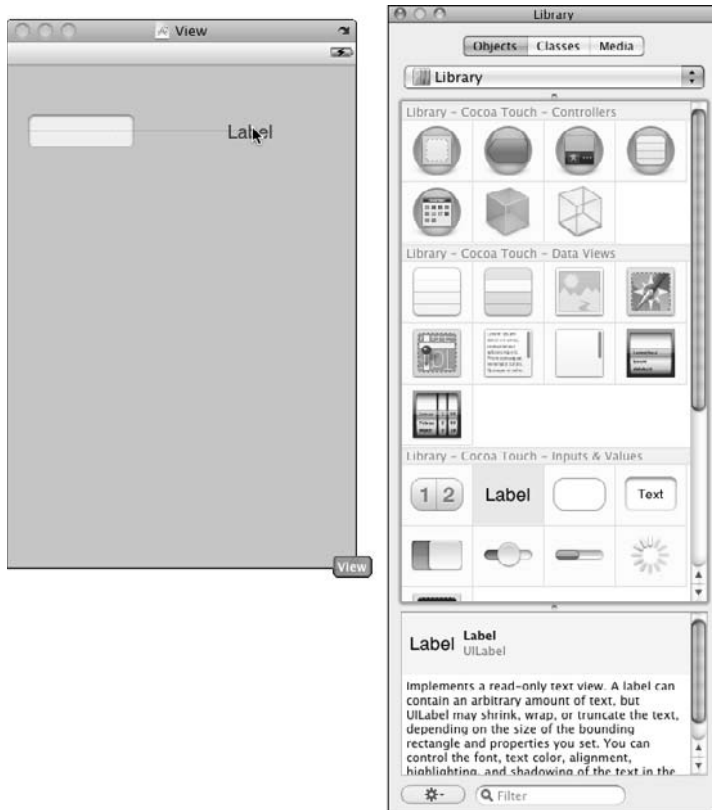 View
Label
View
Library
Objects Classes Media
Library
Library – Cocoa Touch – Controllers
Library – Cocoa Touch – Data Views
Library – Cocoa Touch – Inputs & Values
1 2
Label
Text
Label
Label
UILabel
Implements a read-only text view. A label can
contain an arbitrary amount of text, but
UILabel may shrink, wrap, or truncate the text,
depending on the size of the bounding
rectangle and properties you set. You can
control the font, text color, alignment,
highlighting, and shadowing of the text in the
Filter